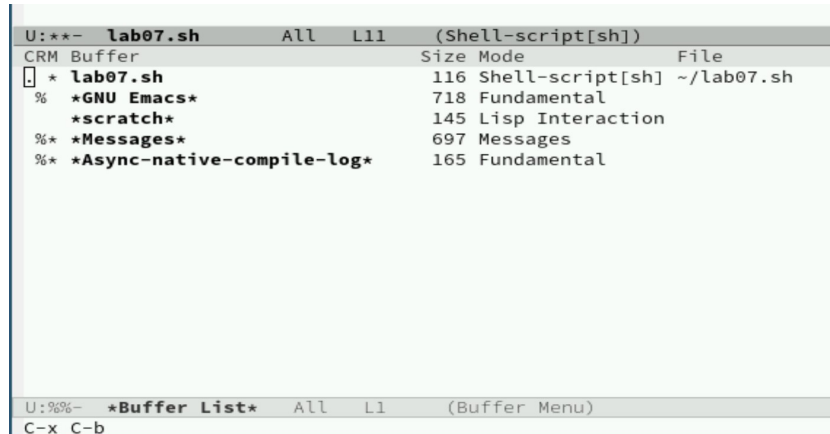 U:**-  lab07.sh       All   L11    (Shell-script[sh])
CRM Buffer                        Size Mode             File
. * lab07.sh                       116 Shell-script[sh] ~/lab07.sh
 %  *GNU Emacs*                    718 Fundamental
    *scratch*                      145 Lisp Interaction
 %* *Messages*                     697 Messages
 %* *Async-native-compile-log*     165 Fundamental
U:%%-  *Buffer List*   All   L1     (Buffer Menu)
C-x C-b